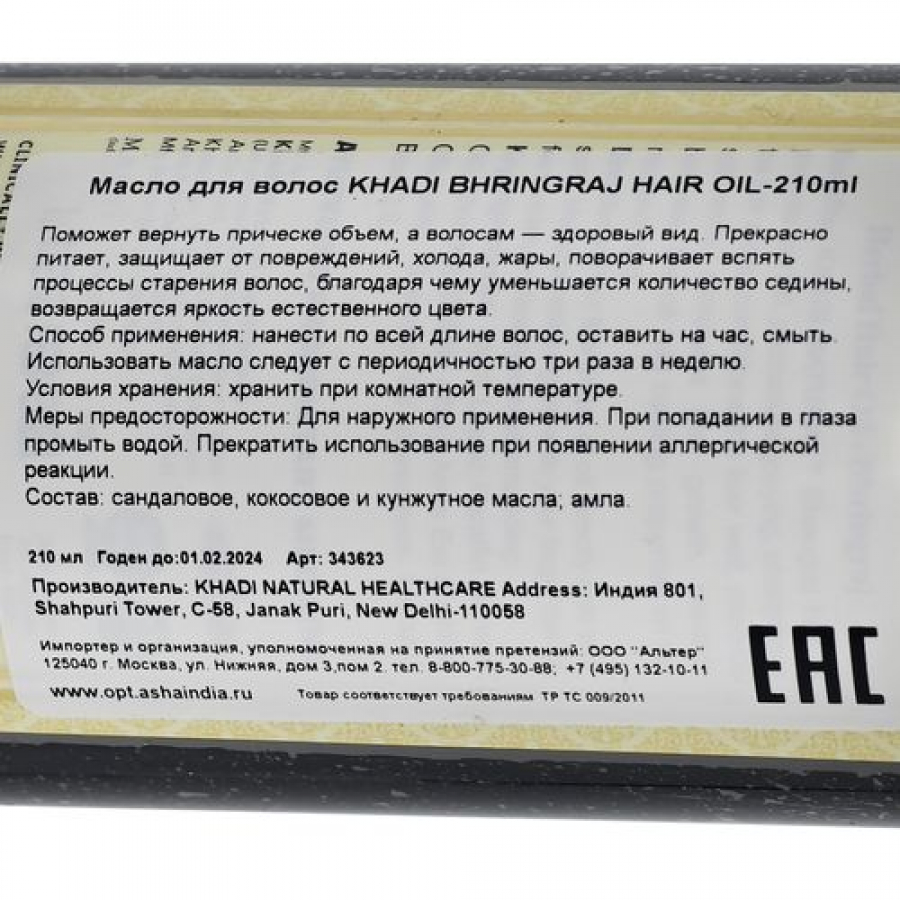 Масло для волос KHADI BHRINGRAJ HAIR OIL-210ml
Поможет вернуть прическе объем, а волосам — здоровый вид. Прекрасно
питает, защищает от повреждений, холода, жары, поворачивает вспять
процессы старения волос, благодаря чему уменьшается количество седины,
возвращается яркость естественного цвета.
Способ применения: нанести по всей длине волос, оставить на час, смыть.
Использовать масло следует с периодичностью три раза в неделю.
Условия хранения: хранить при комнатной температуре.
Меры предосторожности: Для наружного применения. При попадании в глаза
промыть водой. Прекратить использование при появлении аллергической
реакции.
Состав: сандаловое, кокосовое и кунжутное масла; амла.
210 мл Годен до:01.02.2024 Арт: 343623
Производитель: KHADI NATURAL HEALTHCARE Address: Индия 801,
Shahpuri Tower, C-58, Janak Puri, New Delhi-110058
Импортер и организация, уполномоченная на принятие претензий: ООО "Альтер"
125040 г. Москва, ул. Нижняя, дом 3,пом 2. тел. 8-800-775-30-88; +7 (495) 132-10-11
www.opt.ashaindia.ru Товар соответствует требованиям ТР ТС 009/2011
EAC